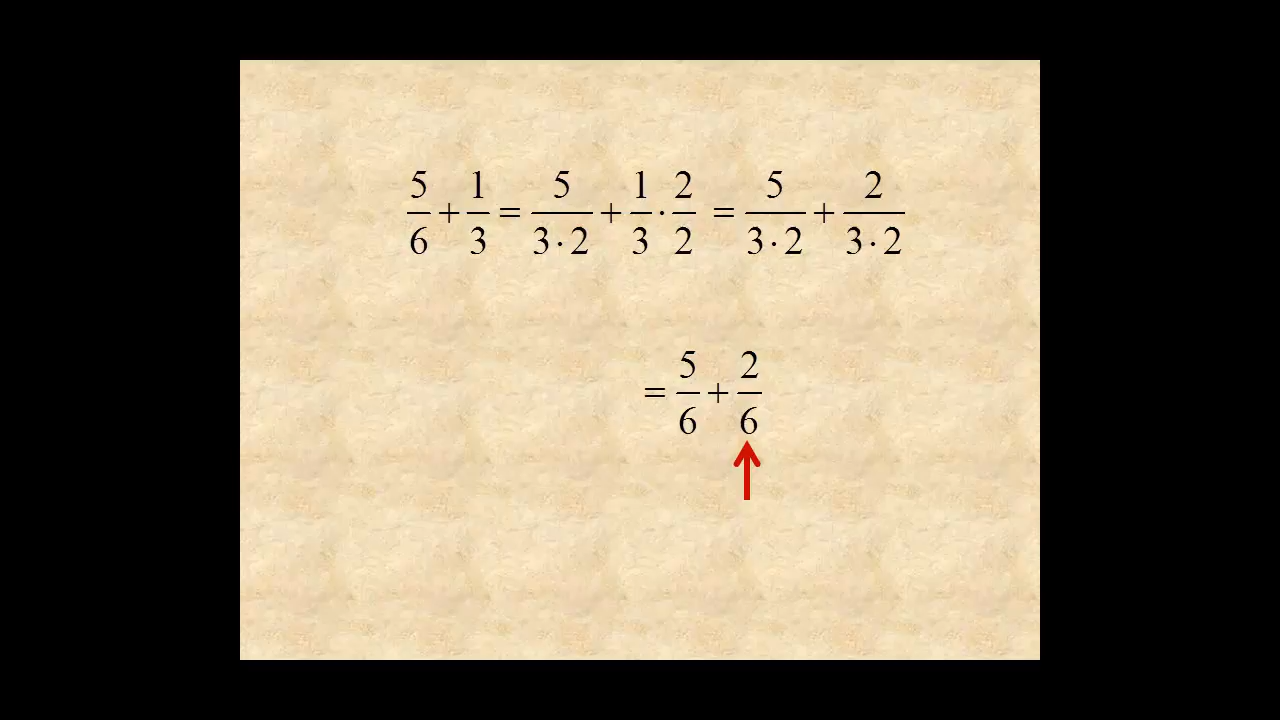 5/6 + 1/3 = 5/(3·2) + 1/3 · 2/2 = 5/(3·2) + 2/(3·2)
= 5/6 + 2/6